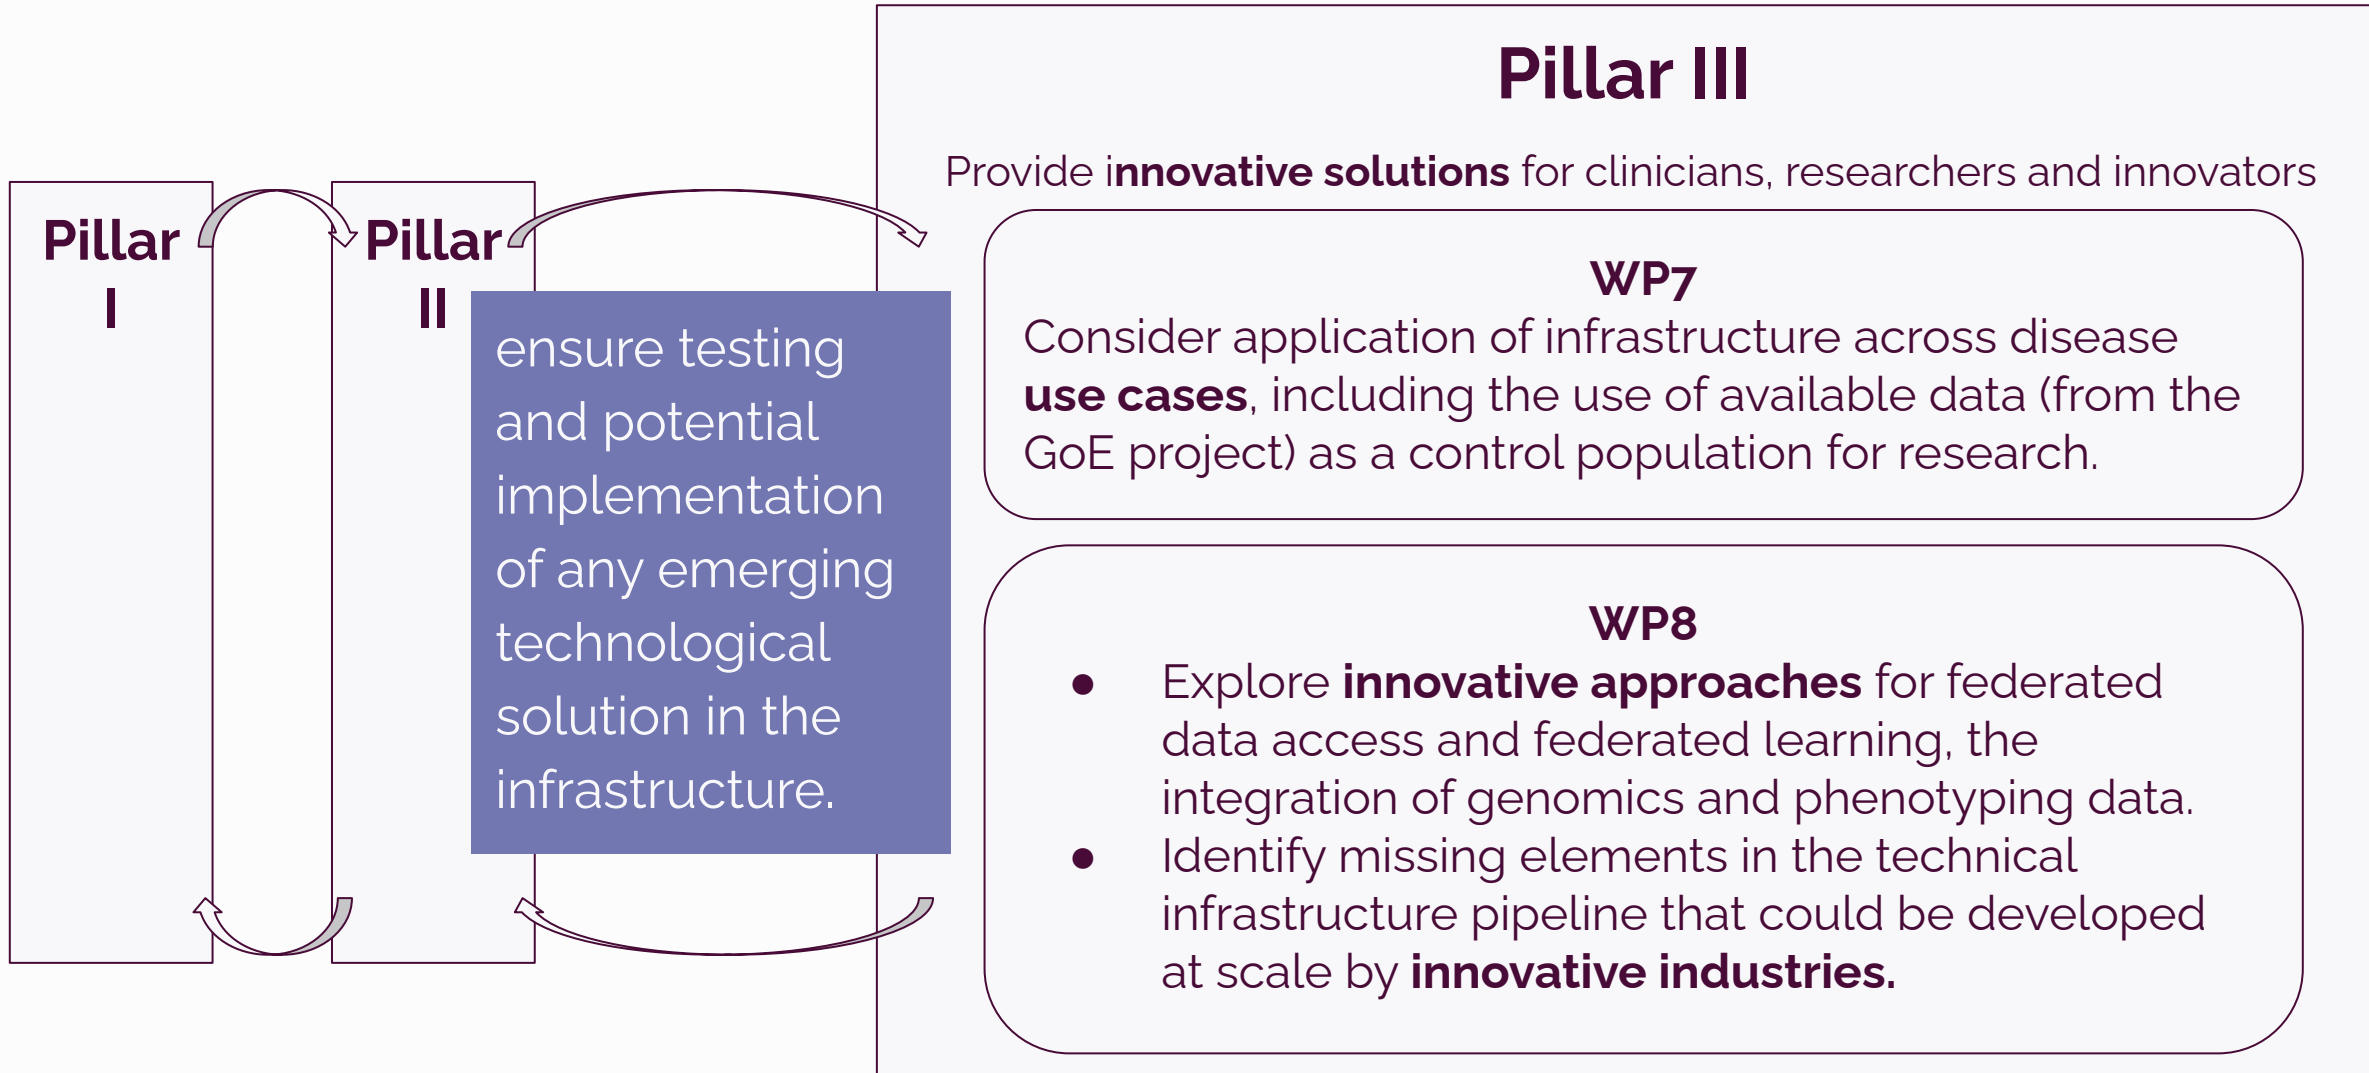 Pillar
I
Pillar
II
ensure testing
and potential
implementation
of any emerging
technological
solution in the
infrastructure.
Pillar III
Provide innovative solutions for clinicians, researchers and innovators
WP7
Consider application of infrastructure across disease
use cases, including the use of available data (from the
GoE project) as a control population for research.
WP8
● Explore innovative approaches for federated
data access and federated learning, the
integration of genomics and phenotyping data.
● Identify missing elements in the technical
infrastructure pipeline that could be developed
at scale by innovative industries.